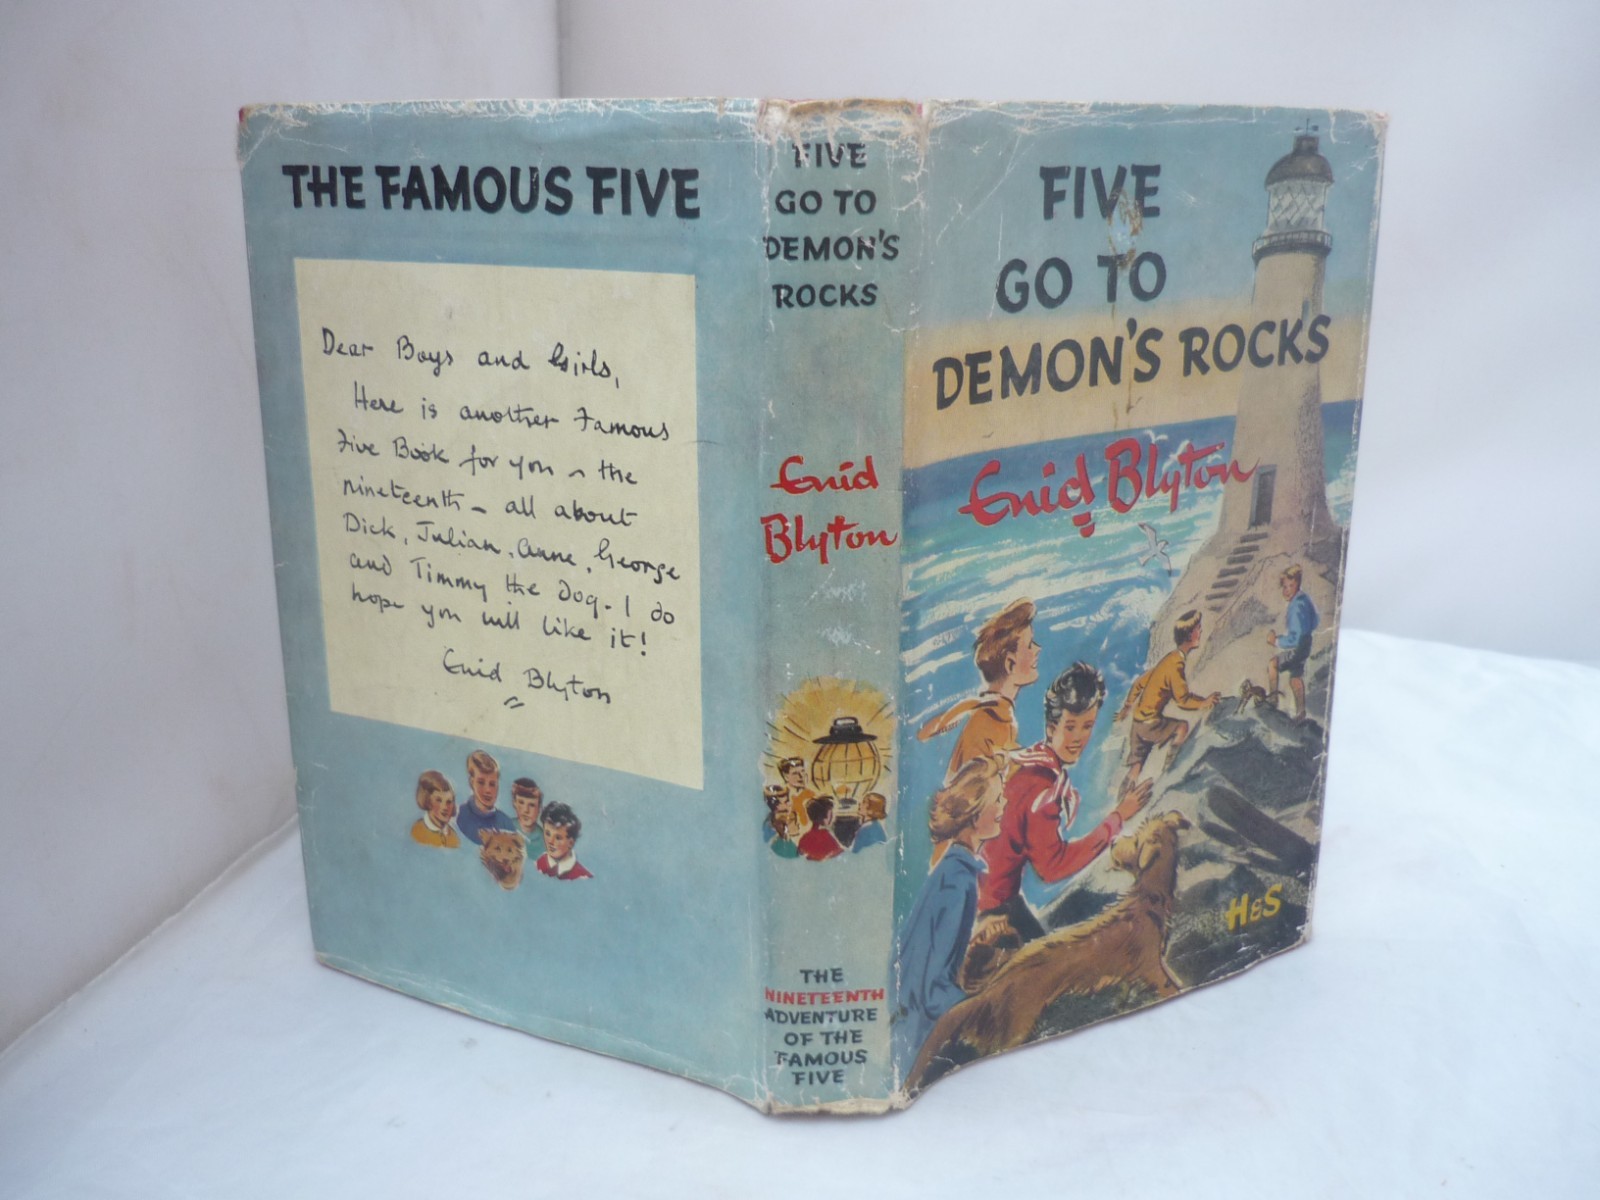 THE FAMOUS FIVE
Dear Boys and Girls,
Here is another Famous
Five Book for you - the
nineteenth - all about
Dick, Julian, Anne, George
and Timmy the Dog. I do
hope you will like it!
Enid Blyton
FIVE
GO TO
DEMON'S
ROCKS
Enid
Blyton
THE
NINETEENTH
ADVENTURE
OF THE
FAMOUS
FIVE
FIVE
GO TO
DEMON'S ROCKS
Enid Blyton
H&S